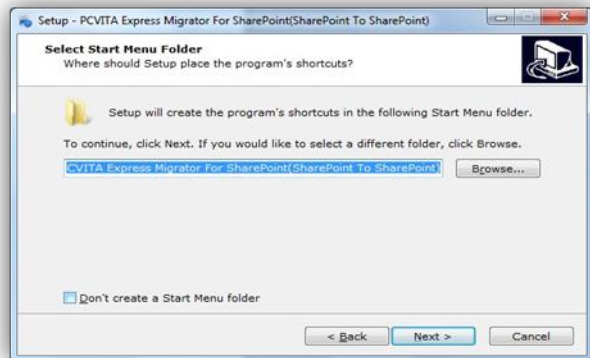 Setup - PCVITA Express Migrator For SharePoint(SharePoint To SharePoint)
Select Start Menu Folder
Where should Setup place the program's shortcuts?
Setup will create the program's shortcuts in the following Start Menu folder.
To continue, click Next. If you would like to select a different folder, click Browse.
CVITA Express Migrator For SharePoint(SharePoint To SharePoint)
Browse...
Don't create a Start Menu folder
< Back
Next >
Cancel